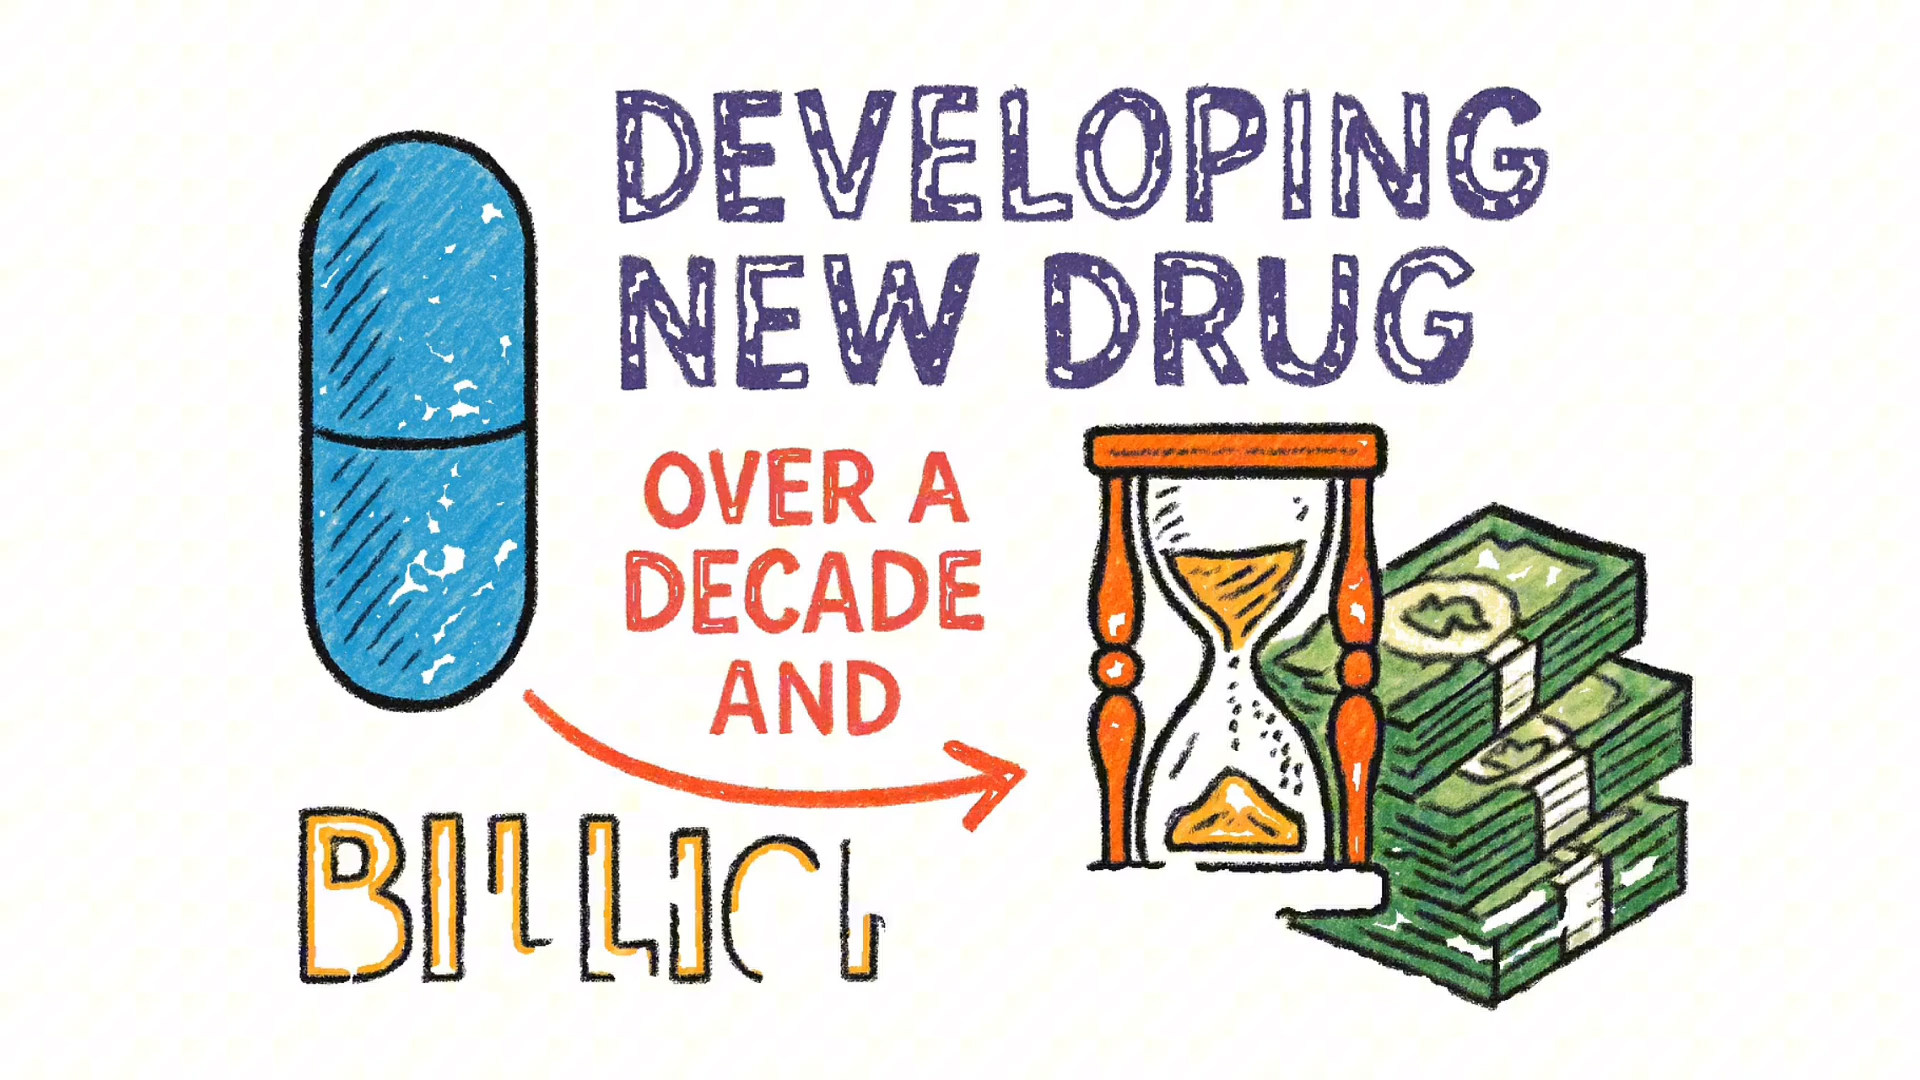 DEVELOPING
NEW DRUG
OVER A
DECADE
AND